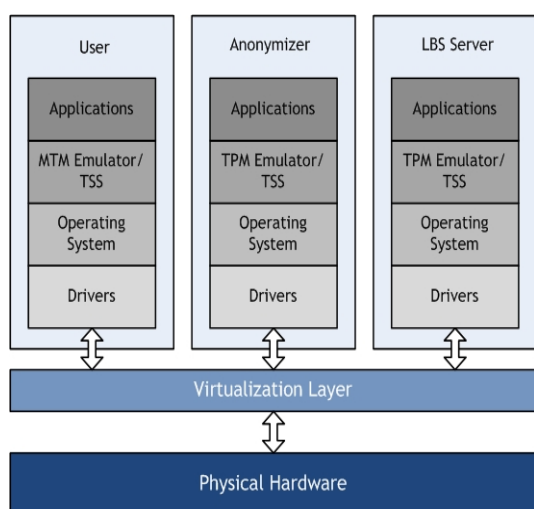 User
Applications
MTM Emulator/
TSS
Operating
System
Drivers
Anonymizer
Applications
TPM Emulator/
TSS
Operating
System
Drivers
LBS Server
Applications
TPM Emulator/
TSS
Operating
System
Drivers
Virtualization Layer
Physical Hardware